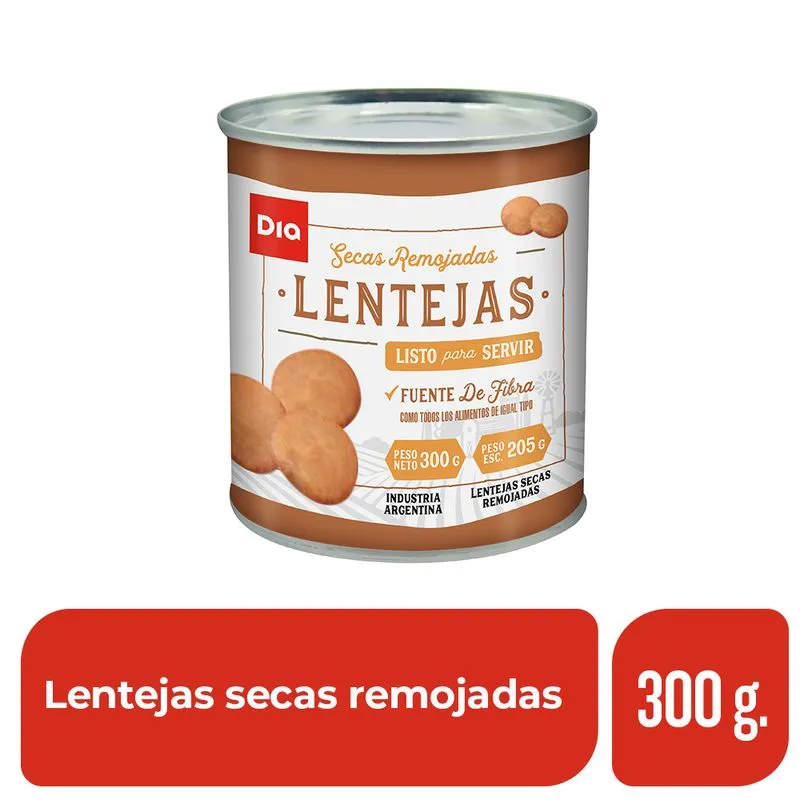 Dia
Secas Remojadas
LENTEJAS
LISTO para SERVIR
FUENTE De Fibra
COMO TODOS LOS ALIMENTOS DE IGUAL TIPO
PESO NETO 300 G
PESO ESC. 205 G
INDUSTRIA
ARGENTINA
LENTEJAS SECAS
REMOJADAS
Lentejas secas remojadas
300 g.